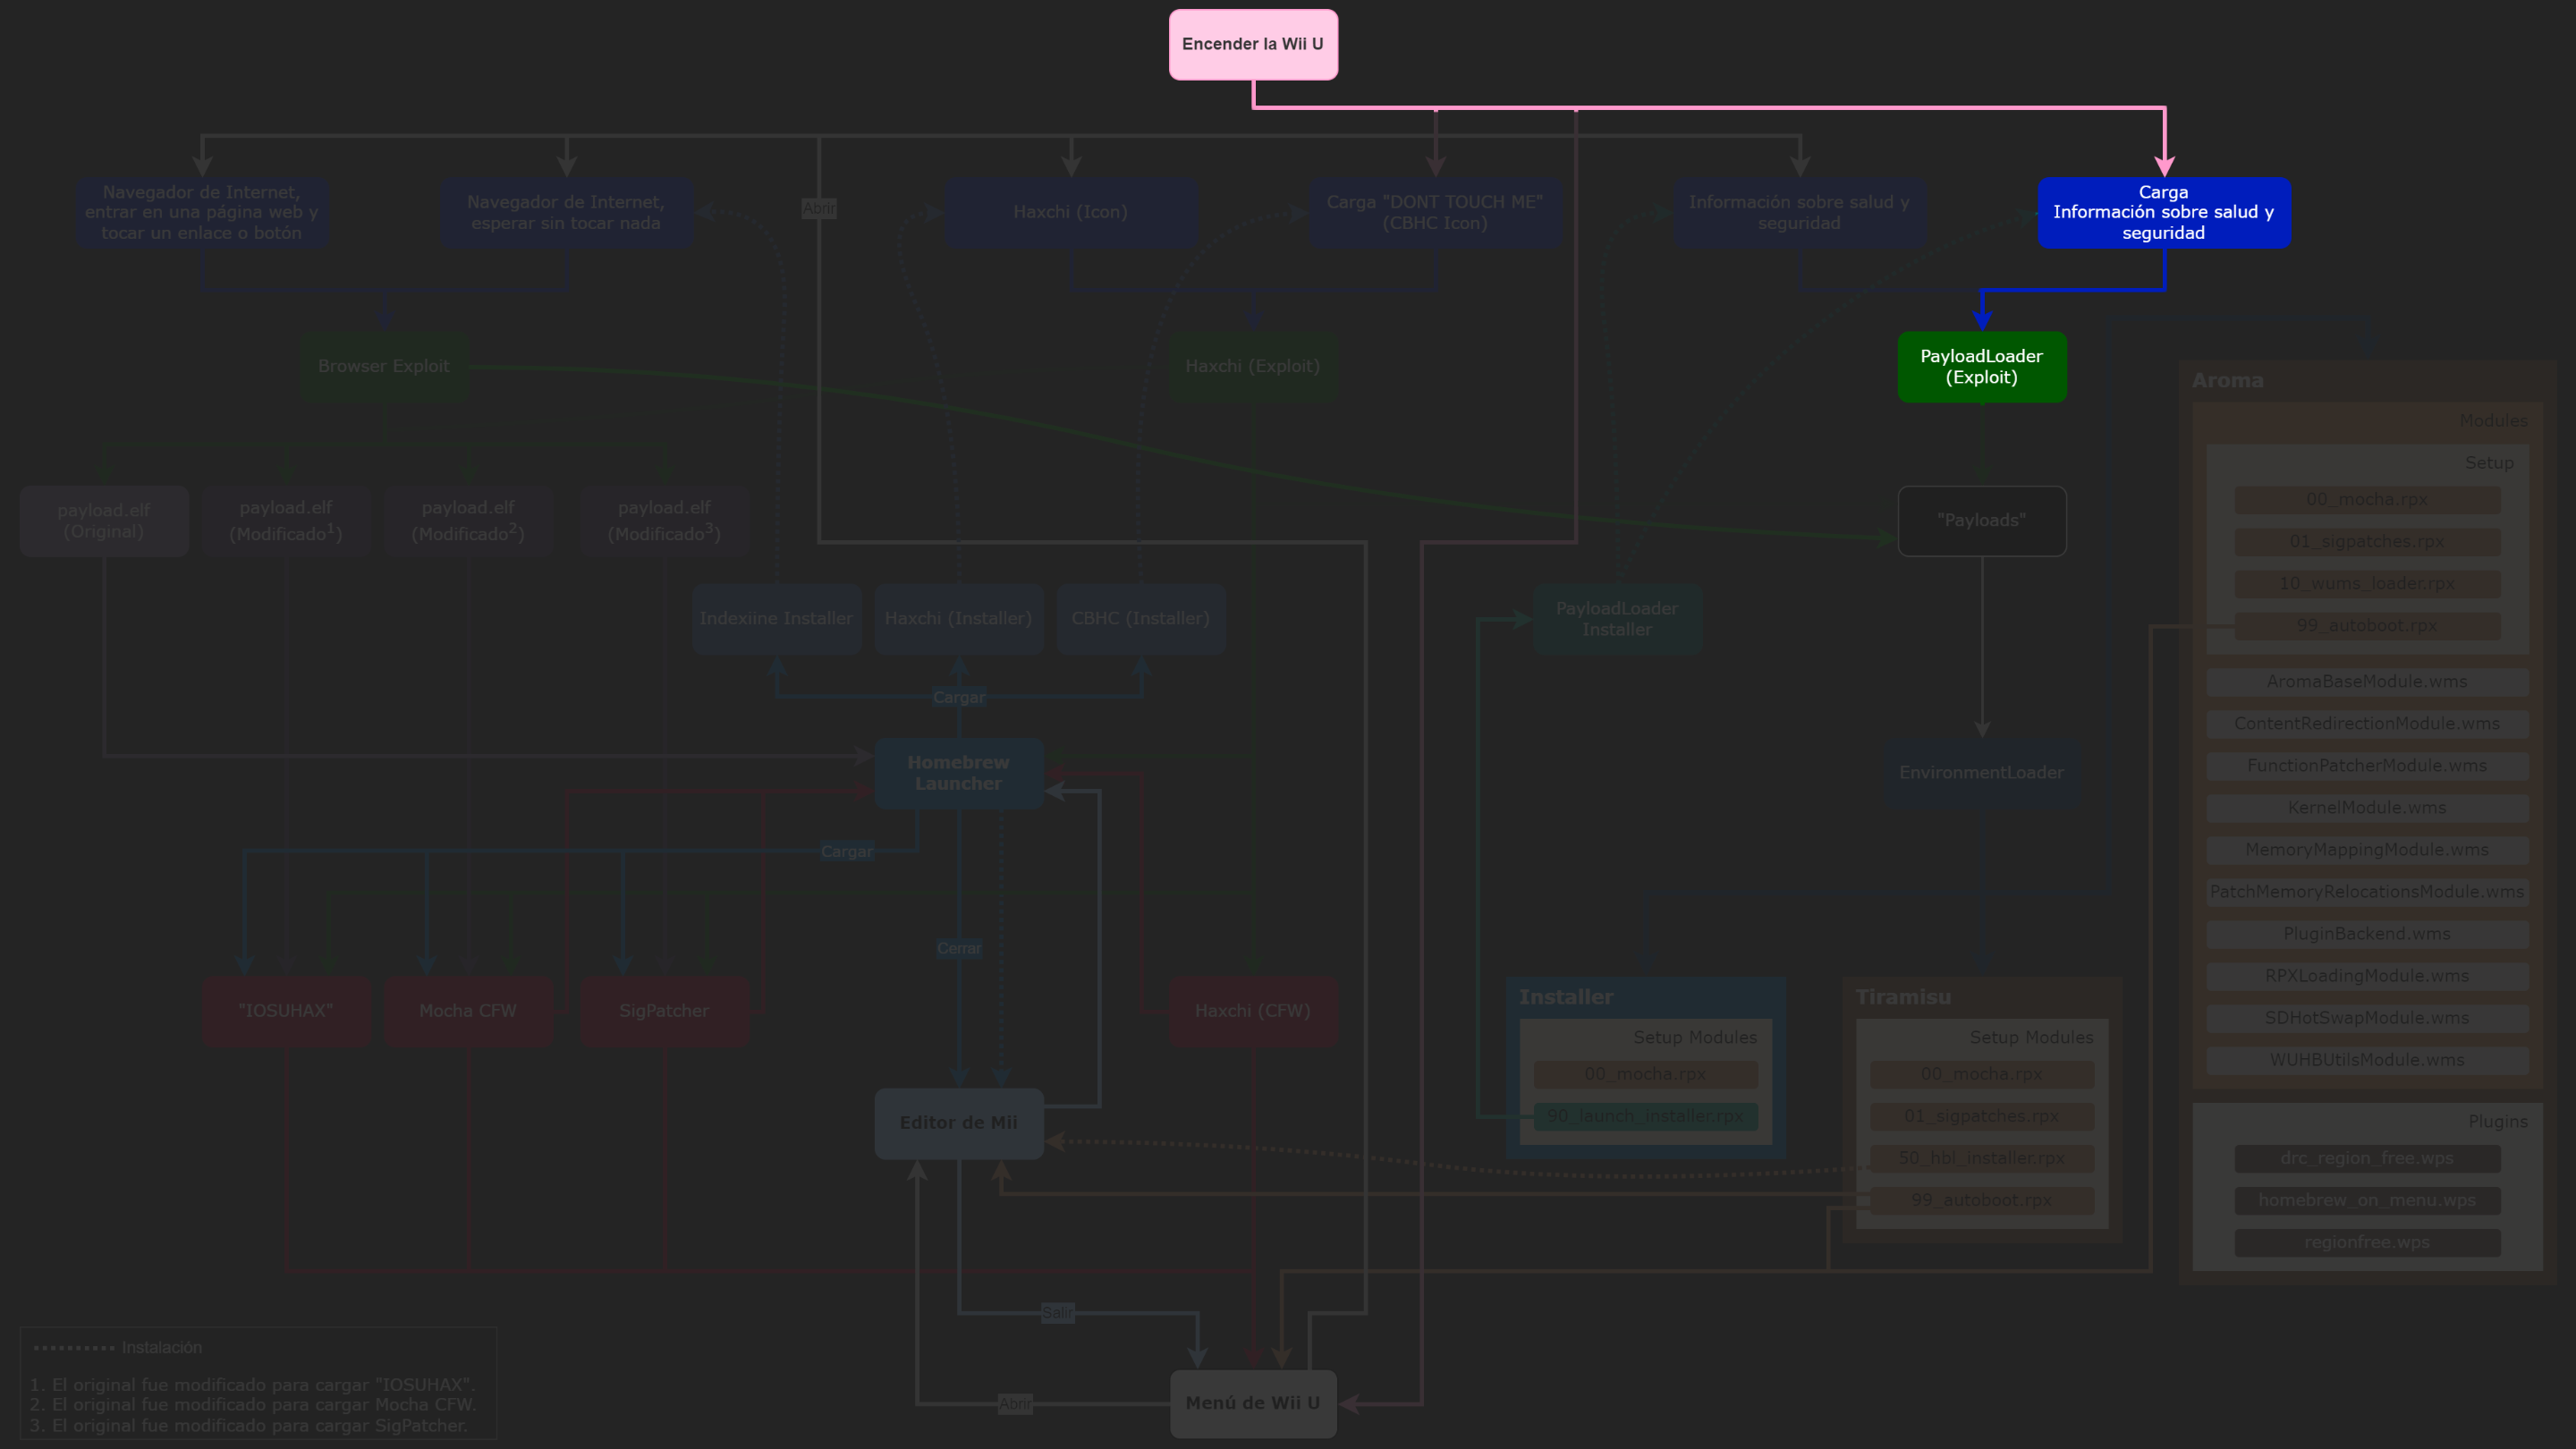 Encender la Wii U
Navegador de Internet,
entrar en una página web y
tocar un enlace o botón
Navegador de Internet,
esperar sin tocar nada
Abrir
Haxchi (Icon)
Carga "DONT TOUCH ME"
(CBHC Icon)
Información sobre salud y
seguridad
Carga
Información sobre salud y
seguridad
Browser Exploit
Haxchi (Exploit)
PayloadLoader
(Exploit)
payload.elf
(Original)
payload.elf
(Modificado¹)
payload.elf
(Modificado²)
payload.elf
(Modificado³)
"Payloads"
Indexiine Installer
Haxchi (Installer)
CBHC (Installer)
PayloadLoader
Installer
Cargar
Homebrew
Launcher
EnvironmentLoader
Cargar
Cerrar
"IOSUHAX"
Mocha CFW
SigPatcher
Haxchi (CFW)
Editor de Mii
Installer
Setup Modules
00_mocha.rpx
90_launch_installer.rpx
Tiramisu
Setup Modules
00_mocha.rpx
01_sigpatches.rpx
50_hbl_installer.rpx
99_autoboot.rpx
Aroma
Modules
Setup
00_mocha.rpx
01_sigpatches.rpx
10_wums_loader.rpx
99_autoboot.rpx
AromaBaseModule.wms
ContentRedirectionModule.wms
FunctionPatcherModule.wms
KernelModule.wms
MemoryMappingModule.wms
PatchMemoryRelocationsModule.wms
PluginBackend.wms
RPXLoadingModule.wms
SDHotSwapModule.wms
WUHBUtilsModule.wms
Plugins
drc_region_free.wps
homebrew_on_menu.wps
regionfree.wps
Salir
Abrir
Menú de Wii U
Instalación
1. El original fue modificado para cargar "IOSUHAX".
2. El original fue modificado para cargar Mocha CFW.
3. El original fue modificado para cargar SigPatcher.